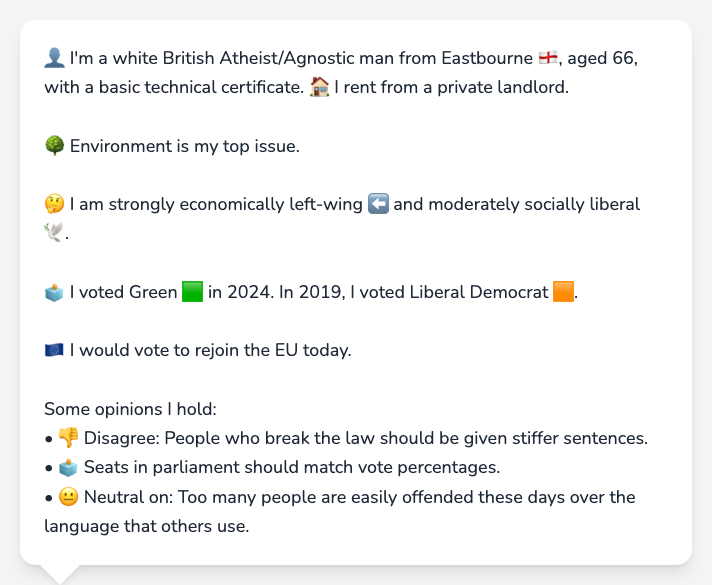 👤 I'm a white British Atheist/Agnostic man from Eastbourne 🏴󠁧󠁢󠁥󠁮󠁧󠁿, aged 66,
with a basic technical certificate. 🏠 I rent from a private landlord.
🌳 Environment is my top issue.
🤔 I am strongly economically left-wing ⬅️ and moderately socially liberal
🕊️.
🗳️ I voted Green 🟩 in 2024. In 2019, I voted Liberal Democrat 🟧.
🇪🇺 I would vote to rejoin the EU today.
Some opinions I hold:
• 👎 Disagree: People who break the law should be given stiffer sentences.
• 🗳️ Seats in parliament should match vote percentages.
• 😐 Neutral on: Too many people are easily offended these days over the
language that others use.